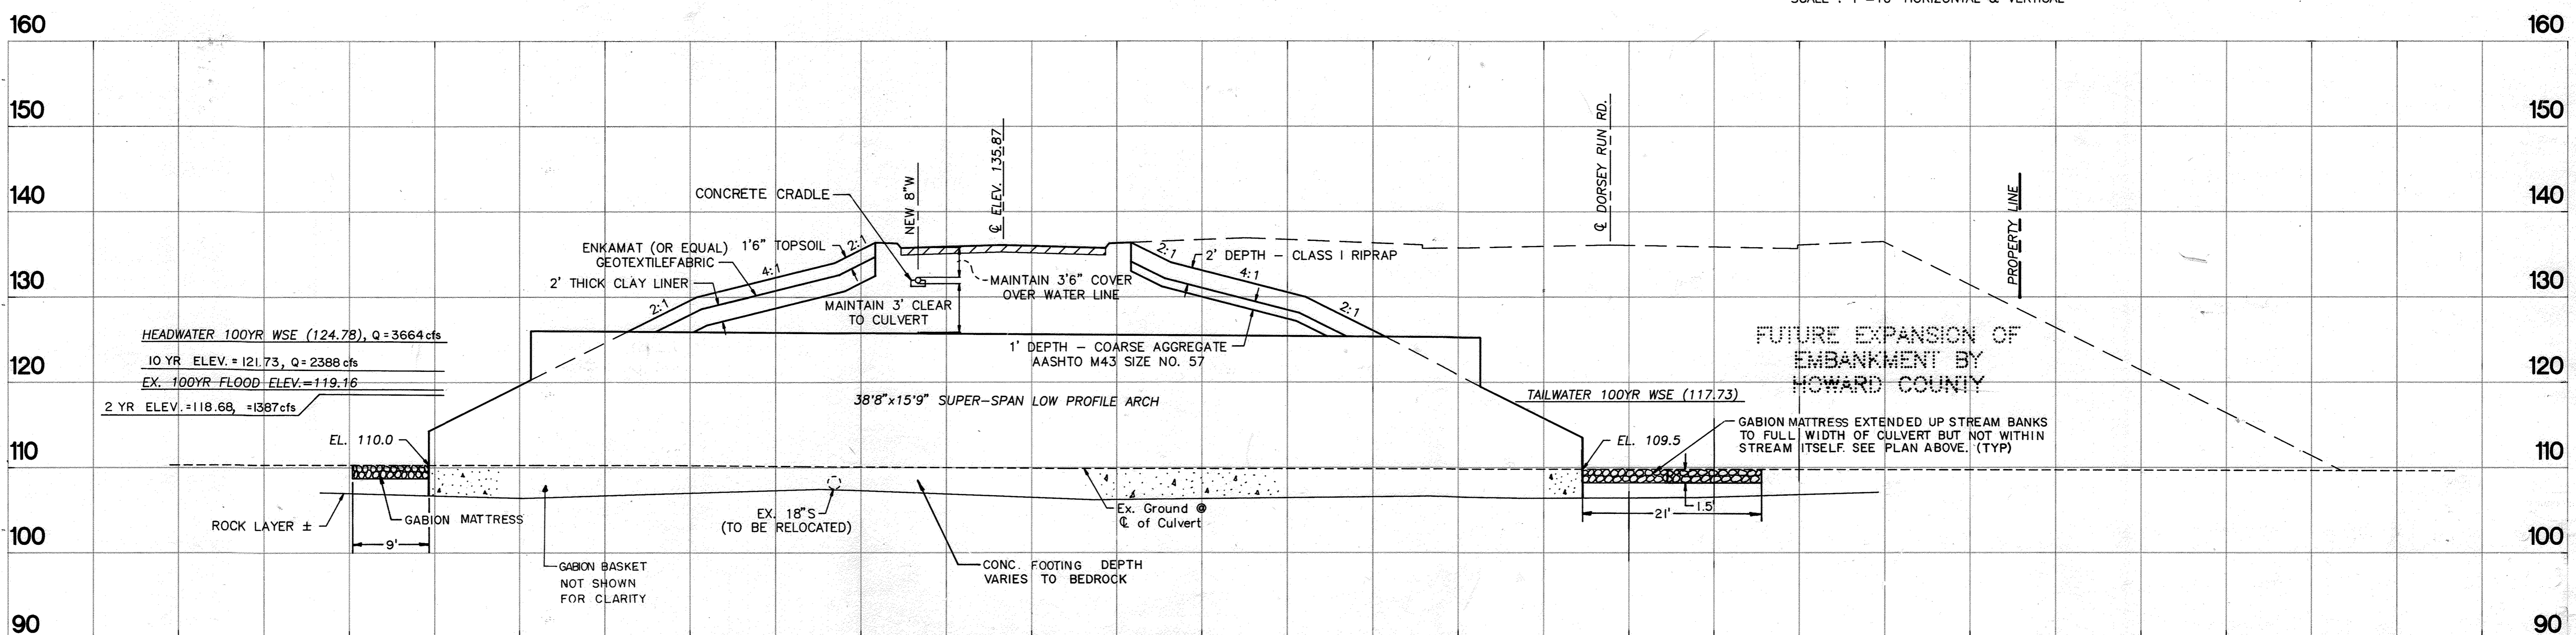 160
160
150
150
140
140
130
130
120
120
110
110
100
100
90
90
CONCRETE CRADLE
NEW 8"W
℄ ELEV. 135.87
℄ DORSEY RUN RD.
PROPERTY LINE
ENKAMAT (OR EQUAL)
GEOTEXTILEFABRIC
1'6" TOPSOIL
2:1
4:1
2:1
2' THICK CLAY LINER
MAINTAIN 3'6" COVER
OVER WATER LINE
MAINTAIN 3' CLEAR
TO CULVERT
2:1
4:1
2:1
2' DEPTH - CLASS I RIPRAP
1' DEPTH - COARSE AGGREGATE
AASHTO M43 SIZE NO. 57
HEADWATER 100YR WSE (124.78), Q=3664cfs
10 YR ELEV. = 121.73, Q=2388 cfs
EX. 100YR FLOOD ELEV.=119.16
2 YR ELEV.=118.68, =1387cfs
38'8"x15'9" SUPER-SPAN LOW PROFILE ARCH
FUTURE EXPANSION OF
EMBANKMENT BY
HOWARD COUNTY
TAILWATER 100YR WSE (117.73)
GABION MATTRESS EXTENDED UP STREAM BANKS
TO FULL WIDTH OF CULVERT BUT NOT WITHIN
STREAM ITSELF. SEE PLAN ABOVE. (TYP)
EL. 110.0
EL. 109.5
ROCK LAYER ±
GABION MATTRESS
9'
EX. 18"S
(TO BE RELOCATED)
Ex. Ground @
℄ of Culvert
21'
1.5'
GABION BASKET
NOT SHOWN
FOR CLARITY
CONC. FOOTING DEPTH
VARIES TO BEDROCK